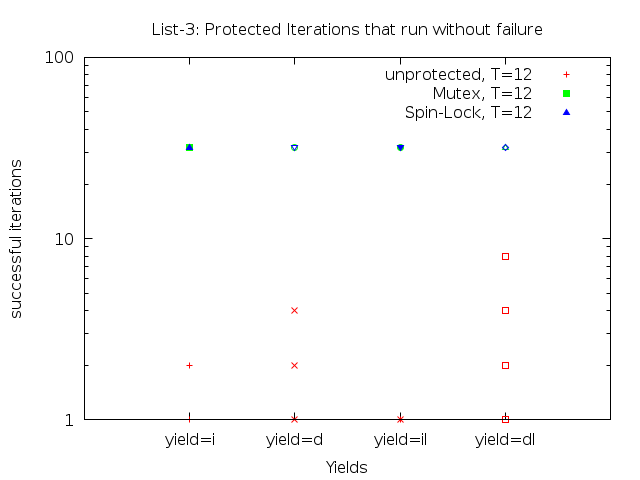 List-3: Protected Iterations that run without failure
100
unprotected, T=12
Mutex, T=12
Spin-Lock, T=12
successful iterations
10
1
yield=i yield=d yield=il yield=dl
Yields